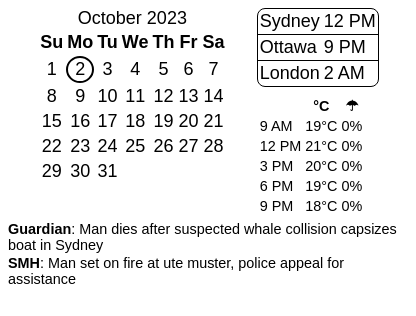 October 2023
Su Mo Tu We Th Fr Sa
1 2 3 4 5 6 7
8 9 10 11 12 13 14
15 16 17 18 19 20 21
22 23 24 25 26 27 28
29 30 31
Sydney 12 PM
Ottawa 9 PM
London 2 AM
°C ☂
9 AM 19°C 0%
12 PM 21°C 0%
3 PM 20°C 0%
6 PM 19°C 0%
9 PM 18°C 0%
Guardian: Man dies after suspected whale collision capsizes
boat in Sydney
SMH: Man set on fire at ute muster, police appeal for
assistance